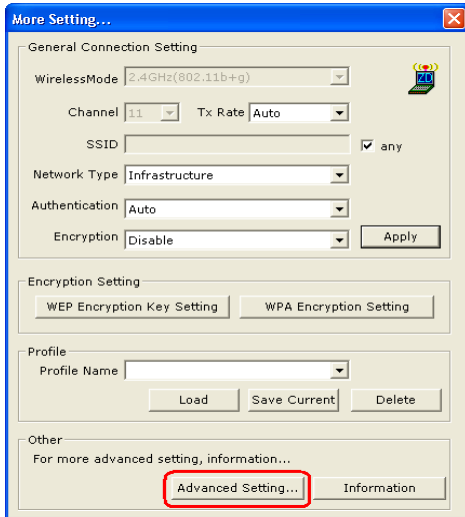 More Setting...
General Connection Setting
WirelessMode 2.4GHz(802.11b+g)
ZD
Channel 11 Tx Rate Auto
SSID any
Network Type Infrastructure
Authentication Auto
Encryption Disable Apply
Encryption Setting
WEP Encryption Key Setting WPA Encryption Setting
Profile
Profile Name
Load Save Current Delete
Other
For more advanced setting, information...
Advanced Setting... Information